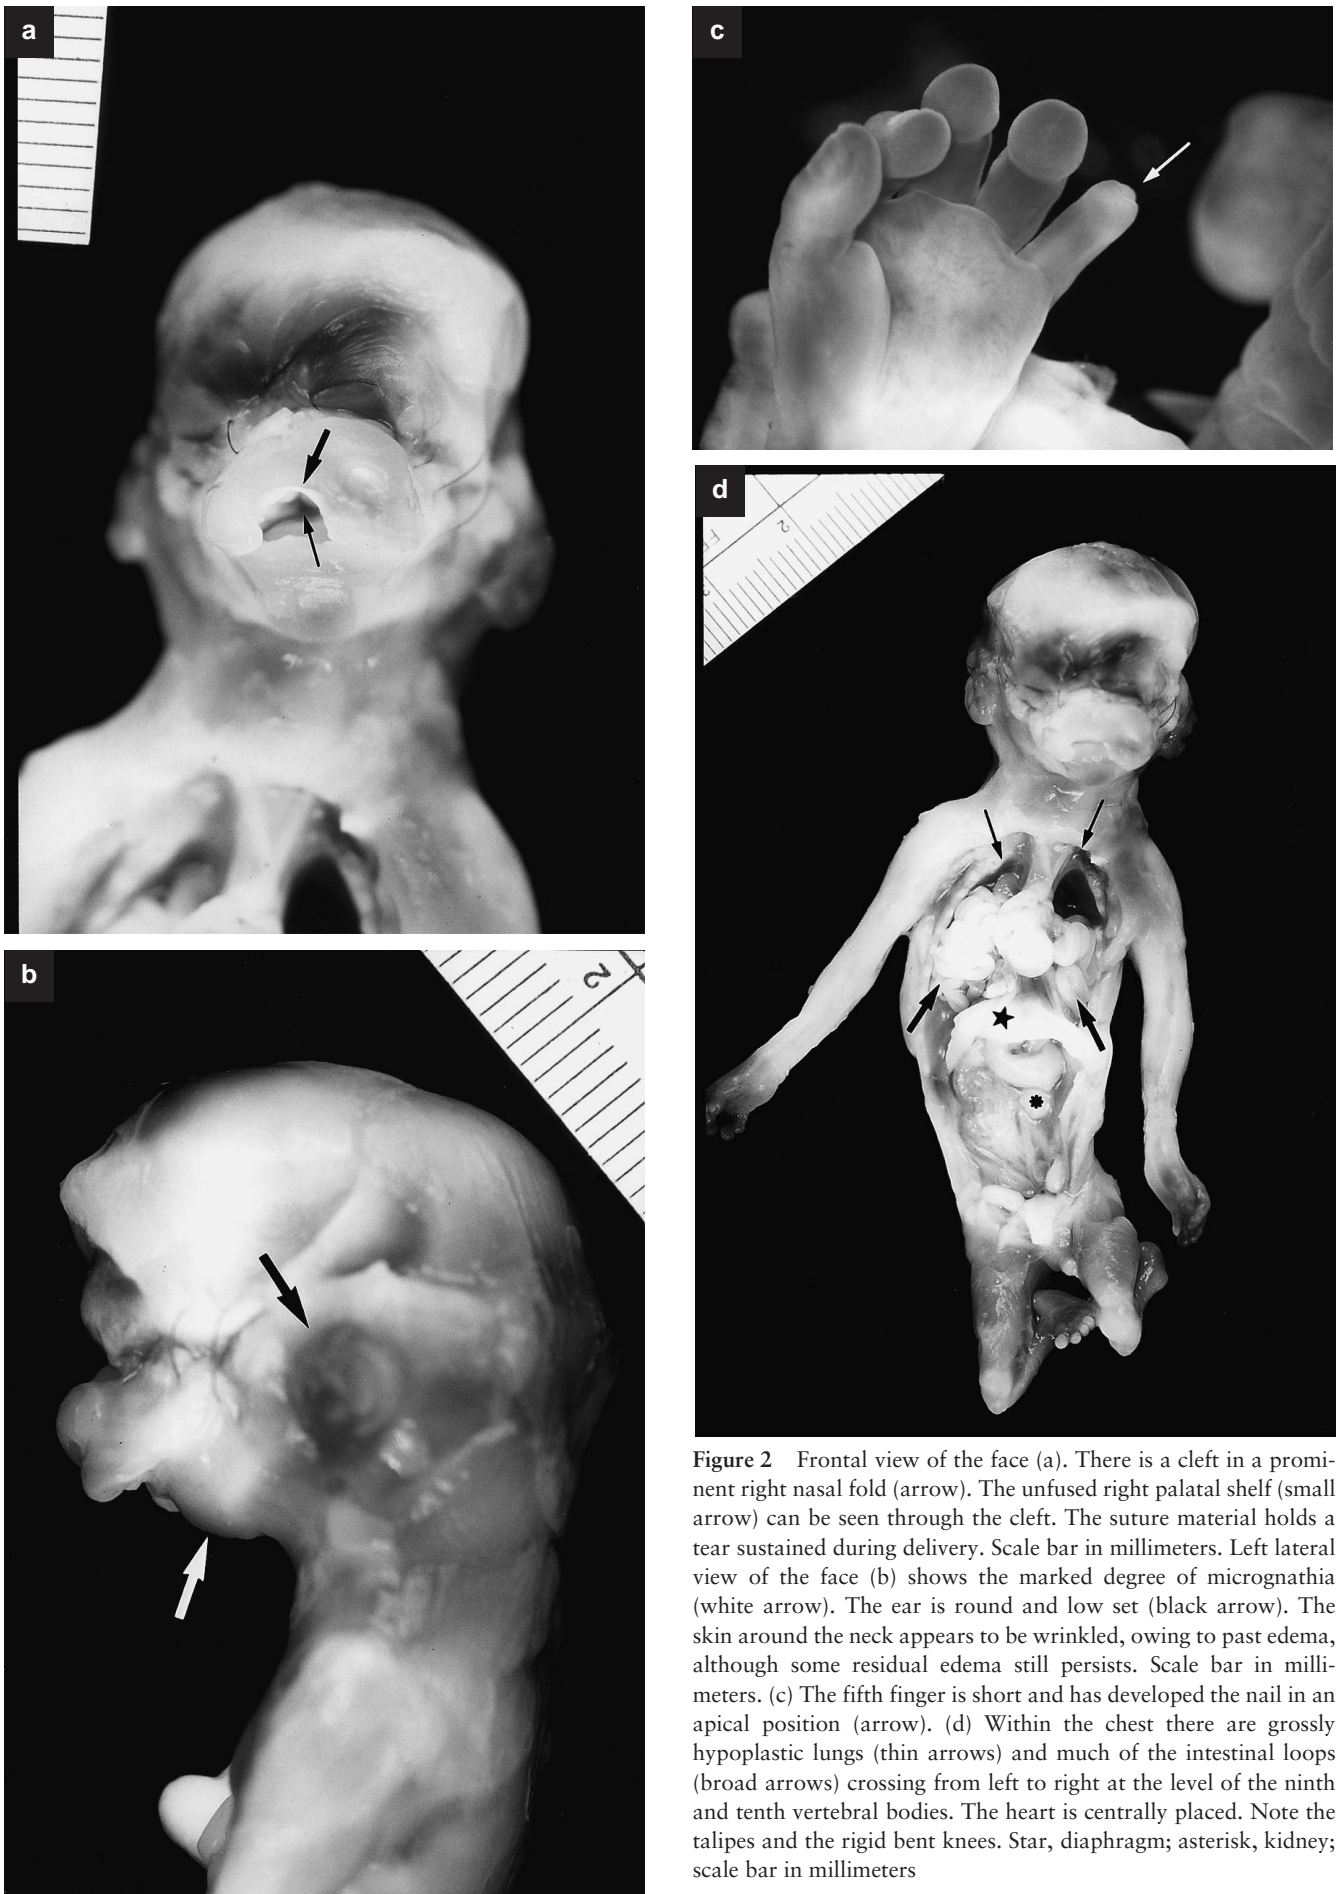 a
c
d
2
b
2
Figure 2 Frontal view of the face (a). There is a cleft in a promi-
nent right nasal fold (arrow). The unfused right palatal shelf (small
arrow) can be seen through the cleft. The suture material holds a
tear sustained during delivery. Scale bar in millimeters. Left lateral
view of the face (b) shows the marked degree of micrognathia
(white arrow). The ear is round and low set (black arrow). The
skin around the neck appears to be wrinkled, owing to past edema,
although some residual edema still persists. Scale bar in milli-
meters. (c) The fifth finger is short and has developed the nail in an
apical position (arrow). (d) Within the chest there are grossly
hypoplastic lungs (thin arrows) and much of the intestinal loops
(broad arrows) crossing from left to right at the level of the ninth
and tenth vertebral bodies. The heart is centrally placed. Note the
talipes and the rigid bent knees. Star, diaphragm; asterisk, kidney;
scale bar in millimeters